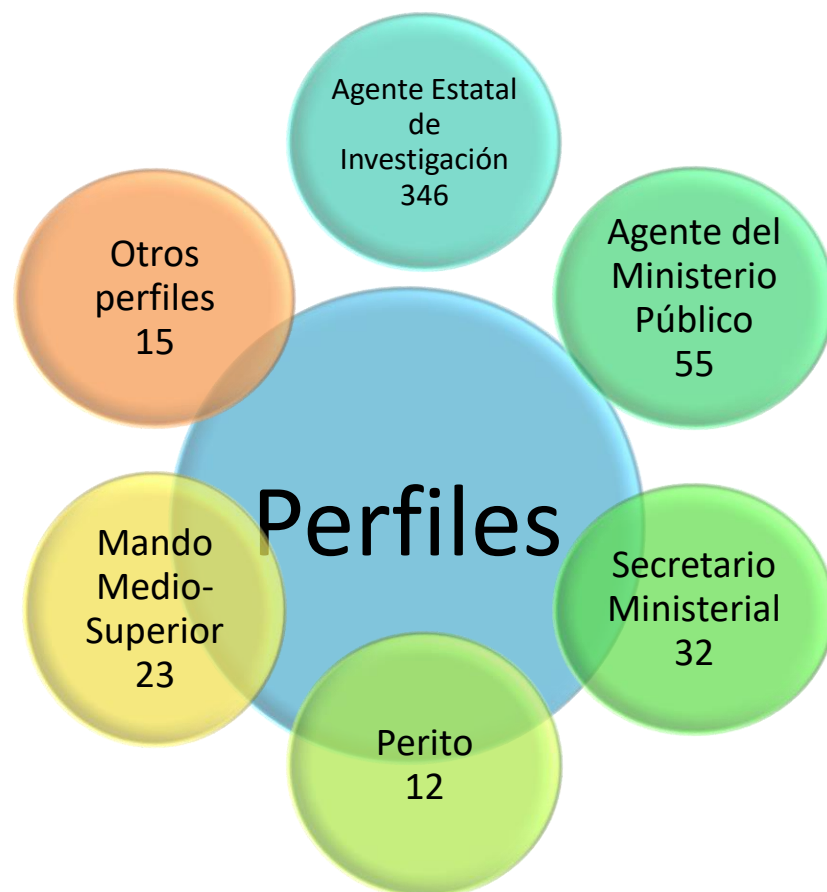 Agente Estatal
de
Investigación
346
Agente del
Ministerio
Público
55
Otros
perfiles
15
Perfiles
Mando
Medio-
Superior
23
Secretario
Ministerial
32
Perito
12